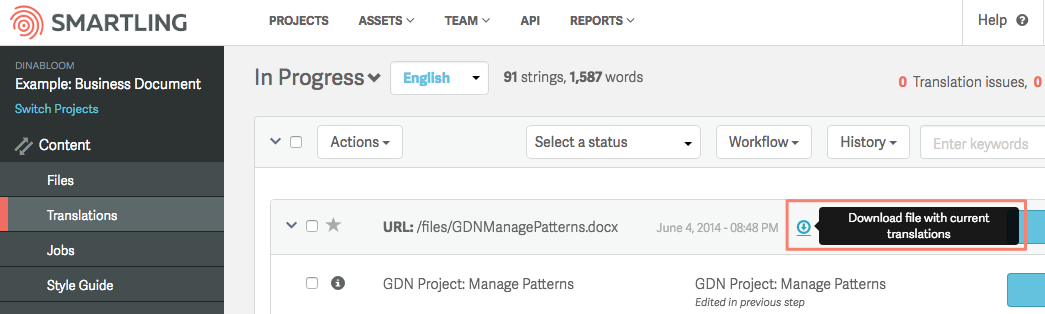 SMARTLING
PROJECTS ASSETS TEAM API REPORTS Help
DINABLOOM
Example: Business Document
Switch Projects
Content
Files
Translations
Jobs
Style Guide
In Progress English 91 strings, 1,587 words
0 Translation issues, 0
Actions Select a status Workflow History Enter keywords
URL: /files/GDNManagePatterns.docx June 4, 2014 - 08:48 PM
Download file with current
translations
GDN Project: Manage Patterns GDN Project: Manage Patterns
Edited in previous step